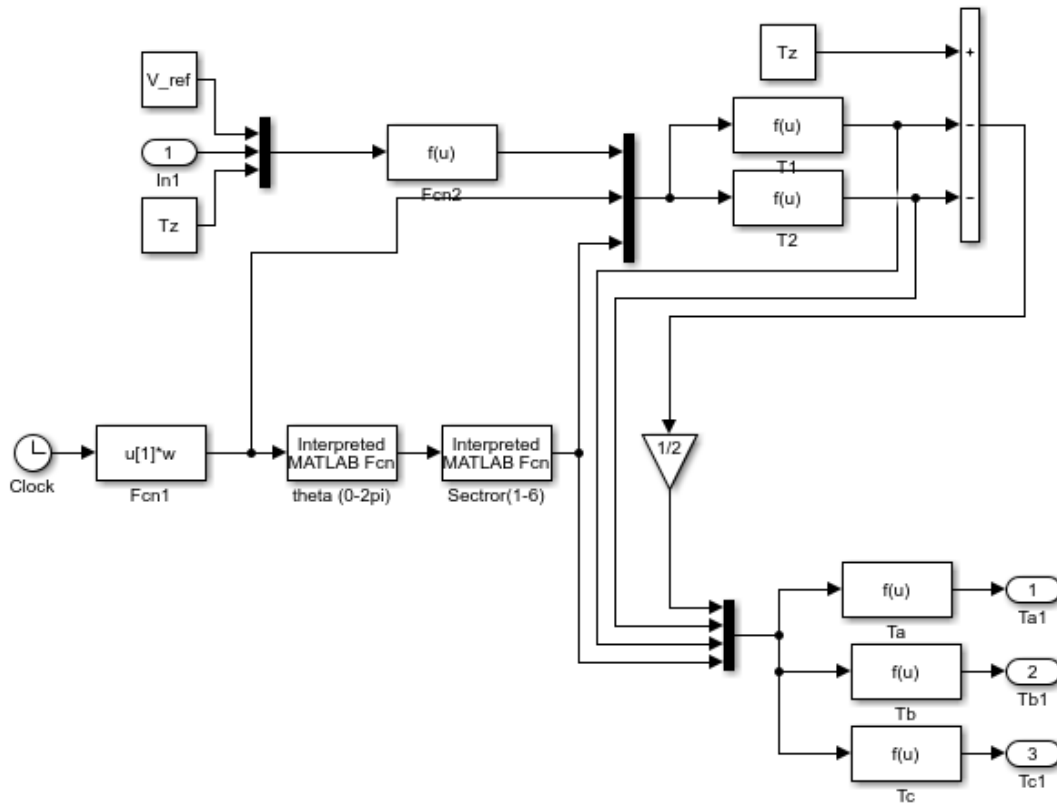 Tz
+
V_ref
f(u)
−
T1
1
In1
f(u)
Fcn2
f(u)
−
T2
Tz
1/2
u[1]*w
Interpreted
MATLAB Fcn
Interpreted
MATLAB Fcn
Clock
Fcn1
theta (0-2pi)
Sectror(1-6)
f(u)
1
Ta
Ta1
f(u)
2
Tb
Tb1
f(u)
3
Tc
Tc1